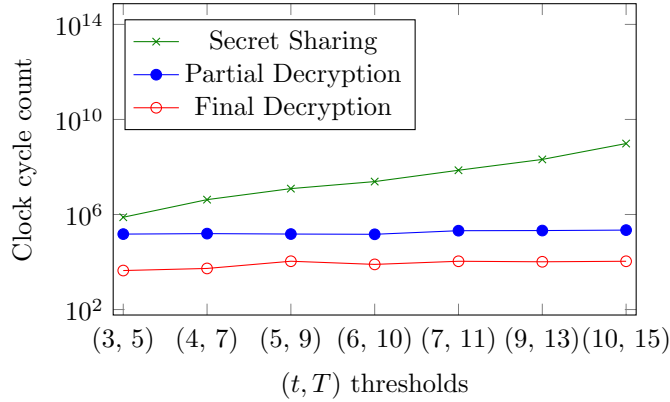 10^14
10^10
10^6
10^2
Clock cycle count
Secret Sharing
Partial Decryption
Final Decryption
(3, 5) (4, 7) (5, 9) (6, 10) (7, 11) (9, 13) (10, 15)
(t, T) thresholds